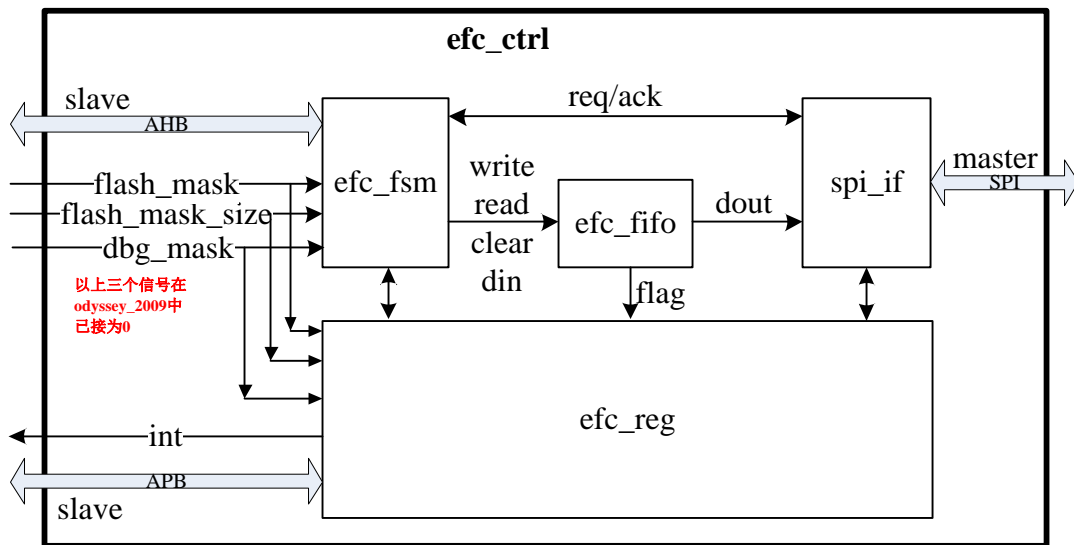 efc_ctrl
slave
AHB
req/ack
efc_fsm
flash_mask
flash_mask_size
dbg_mask
以上三个信号在
odyssey_2009中
已接为0
write
read
clear
din
efc_fifo
dout
flag
spi_if
master
SPI
efc_reg
int
APB
slave